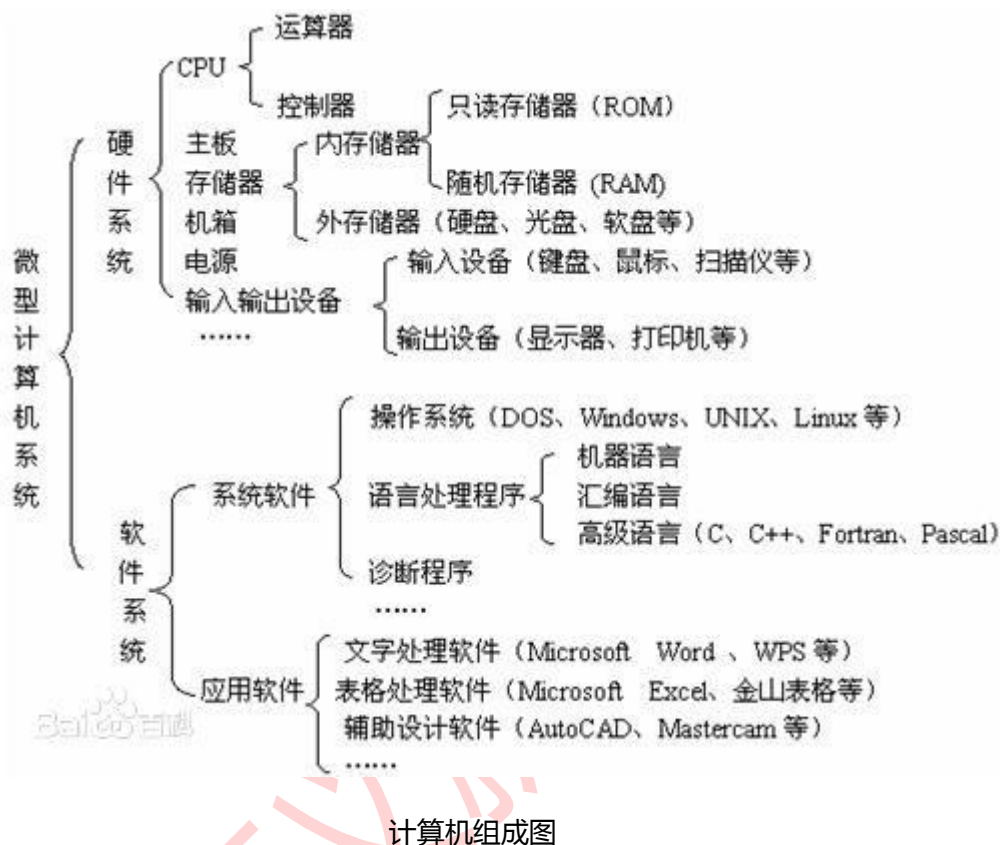 运算器
CPU
控制器
只读存储器（ROM）
硬件系统
主板
内存储器
存储器
随机存储器 (RAM)
机箱
外存储器（硬盘、光盘、软盘等）
微型计算机系统
电源
输入设备（键盘、鼠标、扫描仪等）
输入输出设备
……
输出设备（显示器、打印机等）
操作系统（DOS、Windows、UNIX、Linux 等）
机器语言
系统软件
语言处理程序
汇编语言
高级语言（C、C++、Fortran、Pascal）
软件系统
诊断程序
……
文字处理软件（Microsoft Word 、WPS 等）
应用软件
表格处理软件（Microsoft Excel、金山表格等）
辅助设计软件（AutoCAD、Mastercam 等）
……
Bai 百科
计算机组成图